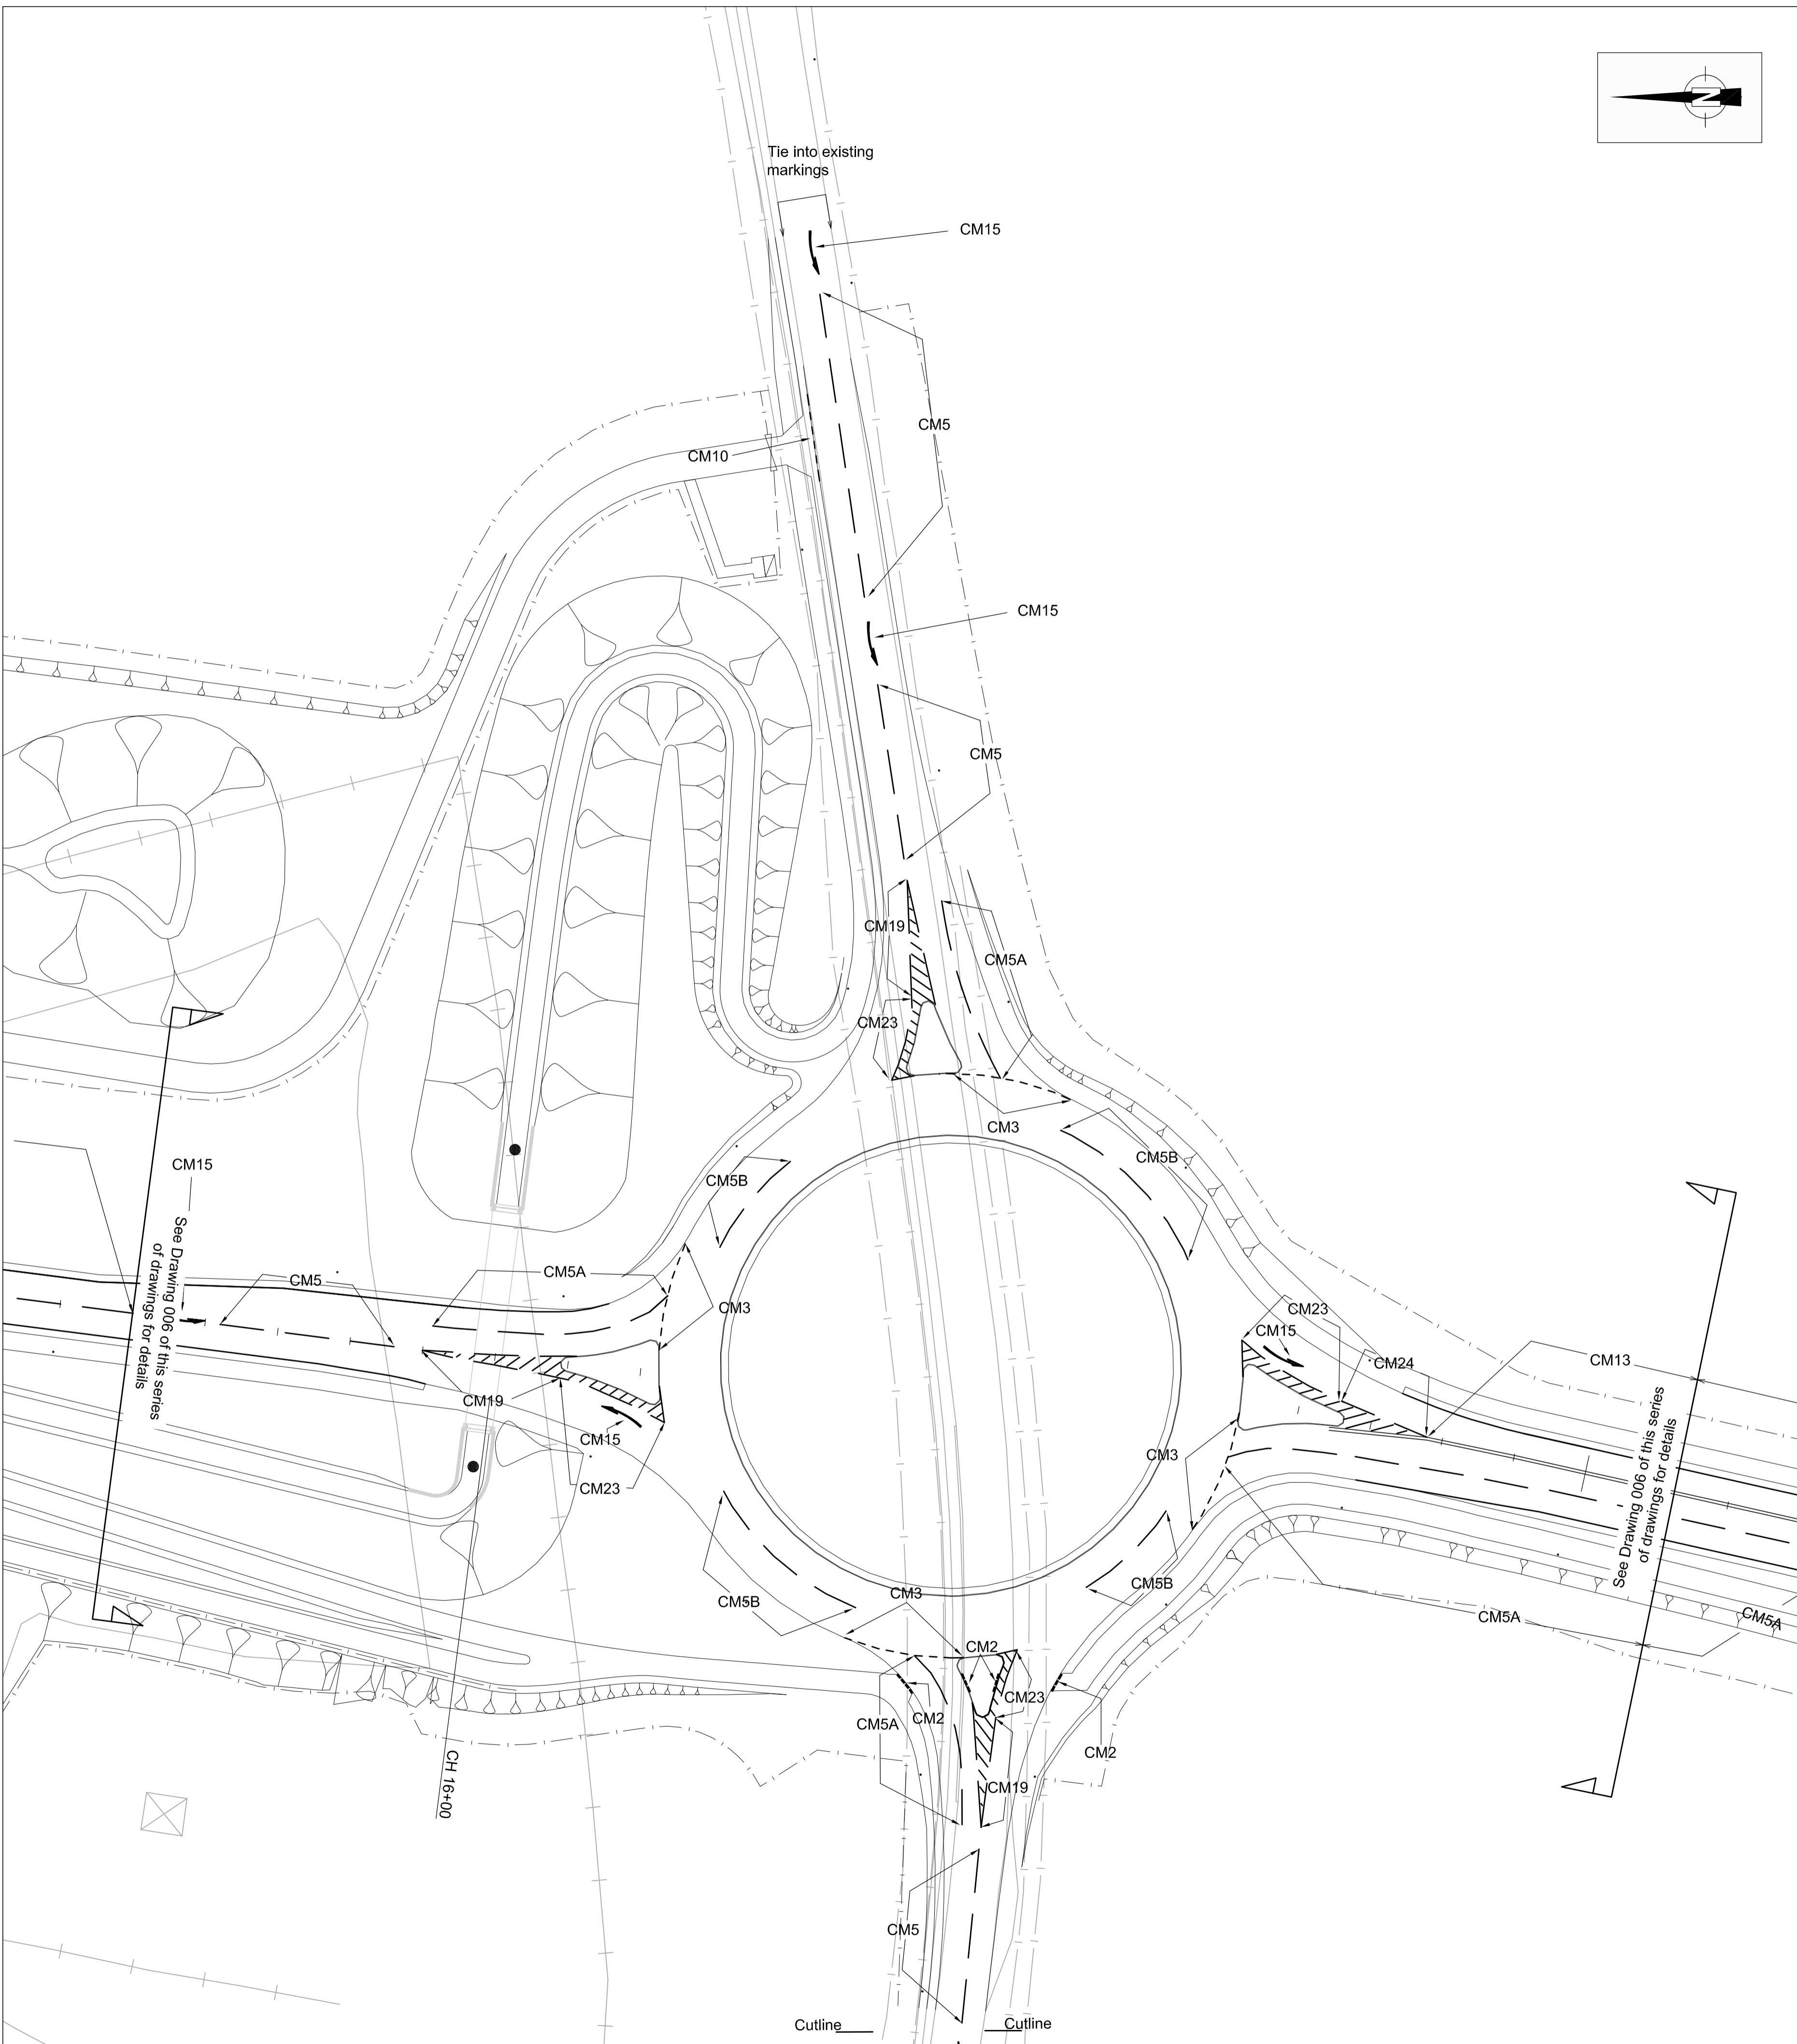 N
Tie into existing
markings
CM15
CM5
CM10
CM15
CM5
CM19
CM5A
CM23
CM3
CM5B
CM5B
CM15
See Drawing 006 of this series
of drawings for details
CM5
CM5A
CM3
CM23
CM15
CM24
CM13
CM19
CM15
CM23
CM3
See Drawing 006 of this series
of drawings for details
CM5B
CM5B
CM3
CM5A
CM5A
CM2
CM23
CM5A
CM2
CM2
CM19
CH 16+00
CM5
Cutline
Cutline